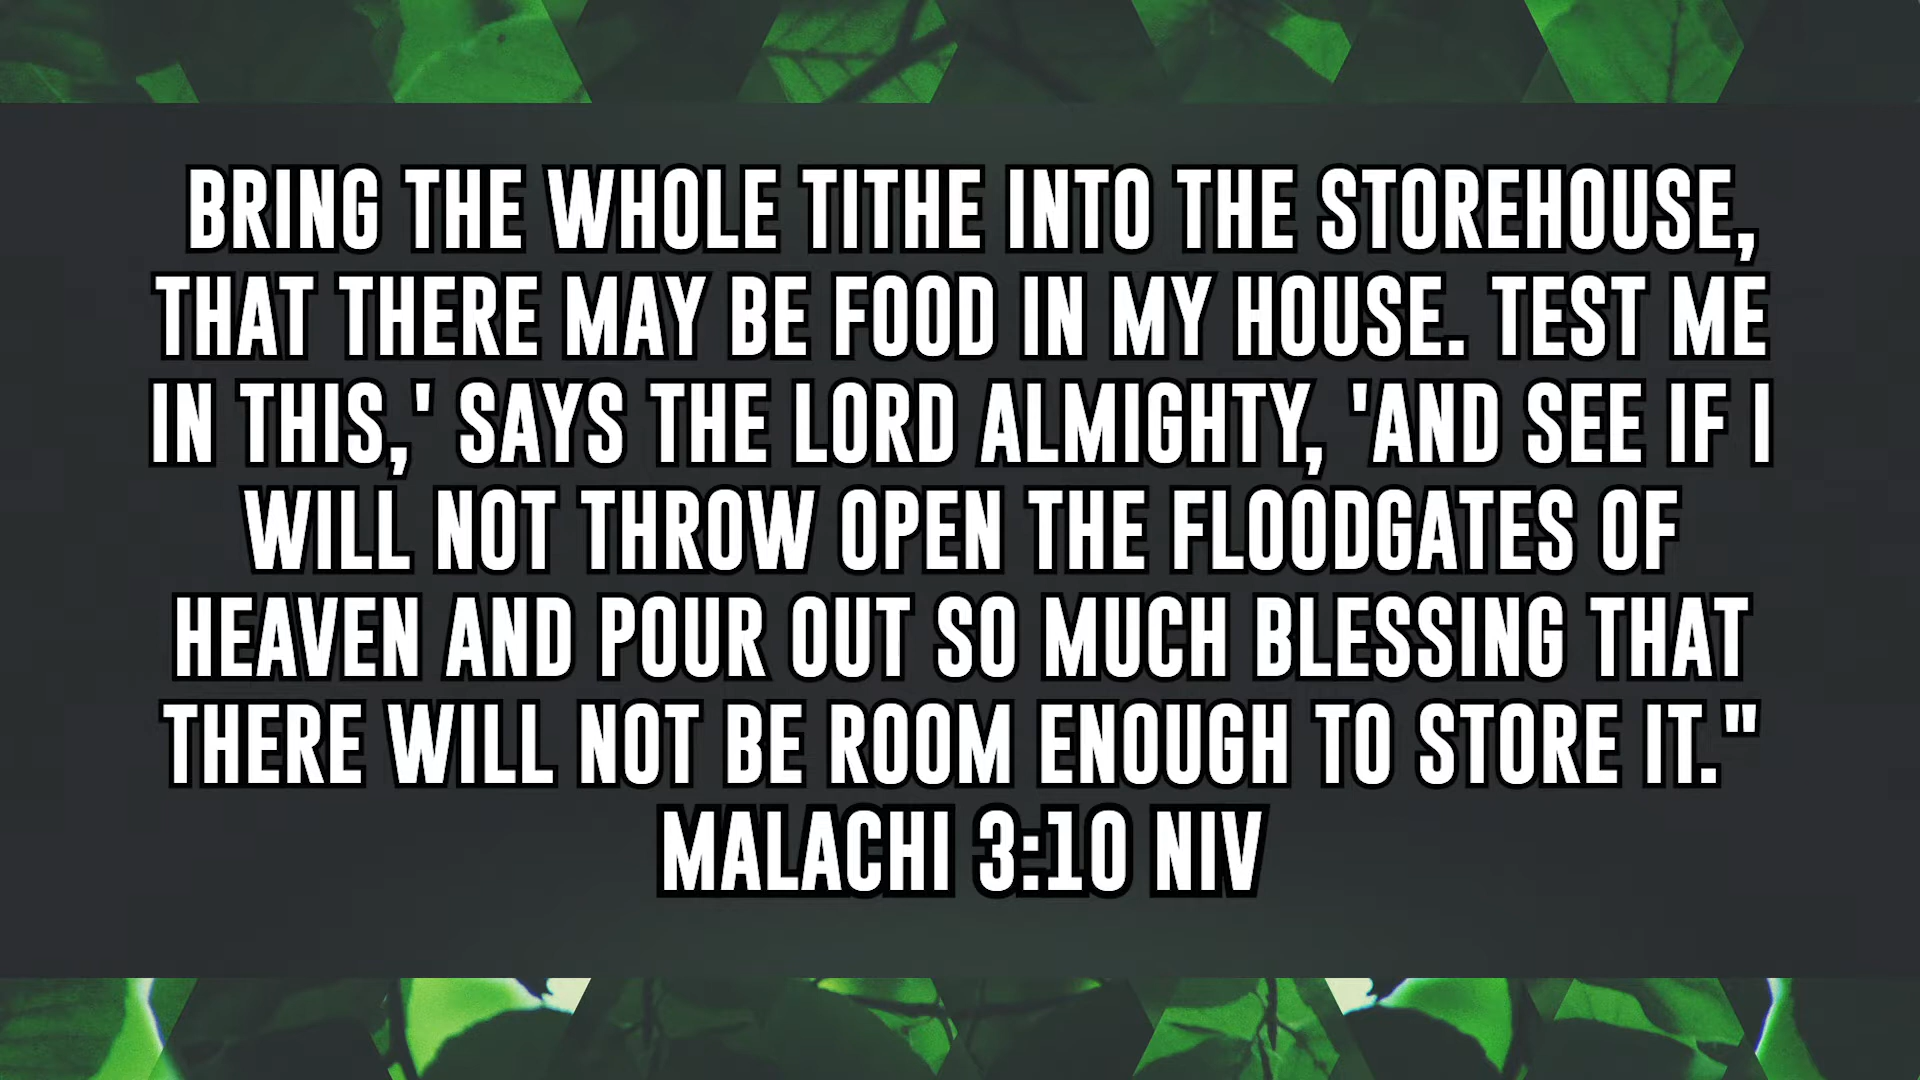 BRING THE WHOLE TITHE INTO THE STOREHOUSE,
THAT THERE MAY BE FOOD IN MY HOUSE. TEST ME
IN THIS,' SAYS THE LORD ALMIGHTY, 'AND SEE IF I
WILL NOT THROW OPEN THE FLOODGATES OF
HEAVEN AND POUR OUT SO MUCH BLESSING THAT
THERE WILL NOT BE ROOM ENOUGH TO STORE IT."
MALACHI 3:10 NIV